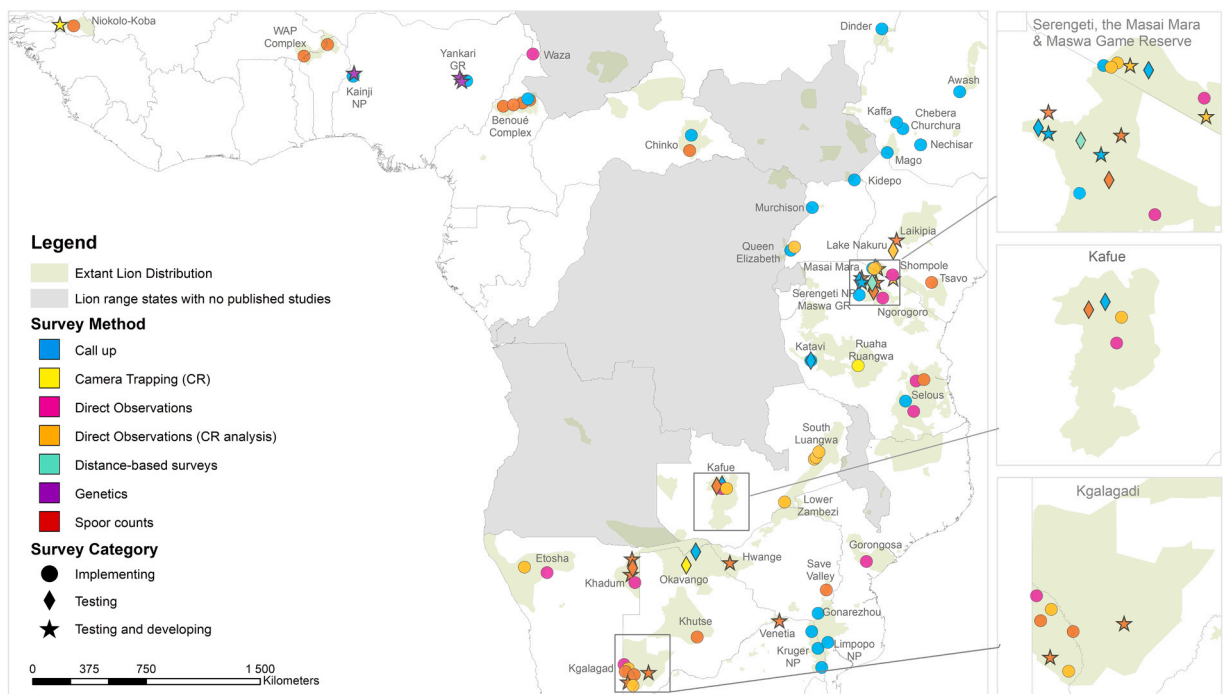 Niokolo-Koba
WAP
Complex
Kainji
NP
Yankari
GR
Waza
Benoué
Complex
Dinder
Awash
Kaffa
Chebera
Churchura
Nechisar
Mago
Chinko
Kidepo
Murchison
Queen
Elizabeth
Laikipia
Lake Nakuru
Masai Mara
Shompole
Tsavo
Serengeti NP
Maswa GR
Ngorogoro
Katavi
Ruaha
Ruangwa
Selous
South
Luangwa
Kafue
Lower
Zambezi
Etosha
Khadum
Okavango
Hwange
Gorongosa
Save
Valley
Gonarezhou
Khutse
Venetia
Kruger
NP
Limpopo
NP
Kgalagad
Legend
Extant Lion Distribution
Lion range states with no published studies
Survey Method
Call up
Camera Trapping (CR)
Direct Observations
Direct Observations (CR analysis)
Distance-based surveys
Genetics
Spoor counts
Survey Category
Implementing
Testing
Testing and developing
0 375 750 1 500
Kilometers
Serengeti, the Masai Mara
& Maswa Game Reserve
Kafue
Kgalagadi